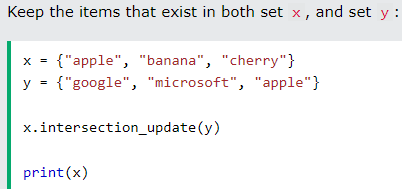 Keep the items that exist in both set x, and set y:
x = {"apple", "banana", "cherry"}
y = {"google", "microsoft", "apple"}
x.intersection_update(y)
print(x)